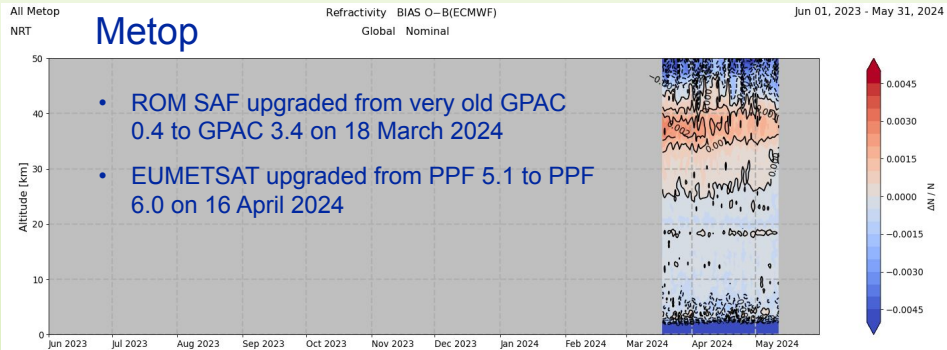 All Metop
Refractivity BIAS O−B(ECMWF)
Jun 01, 2023 - May 31, 2024
NRT
Metop
Global Nominal
• ROM SAF upgraded from very old GPAC
0.4 to GPAC 3.4 on 18 March 2024
• EUMETSAT upgraded from PPF 5.1 to PPF
6.0 on 16 April 2024
Altitude [km]
50
40
30
20
10
0
Jun 2023 Jul 2023 Aug 2023 Sep 2023 Oct 2023 Nov 2023 Dec 2023 Jan 2024 Feb 2024 Mar 2024 Apr 2024 May 2024
0.0045
0.0030
0.0015
0.0000
−0.0015
−0.0030
−0.0045
ΔN / N